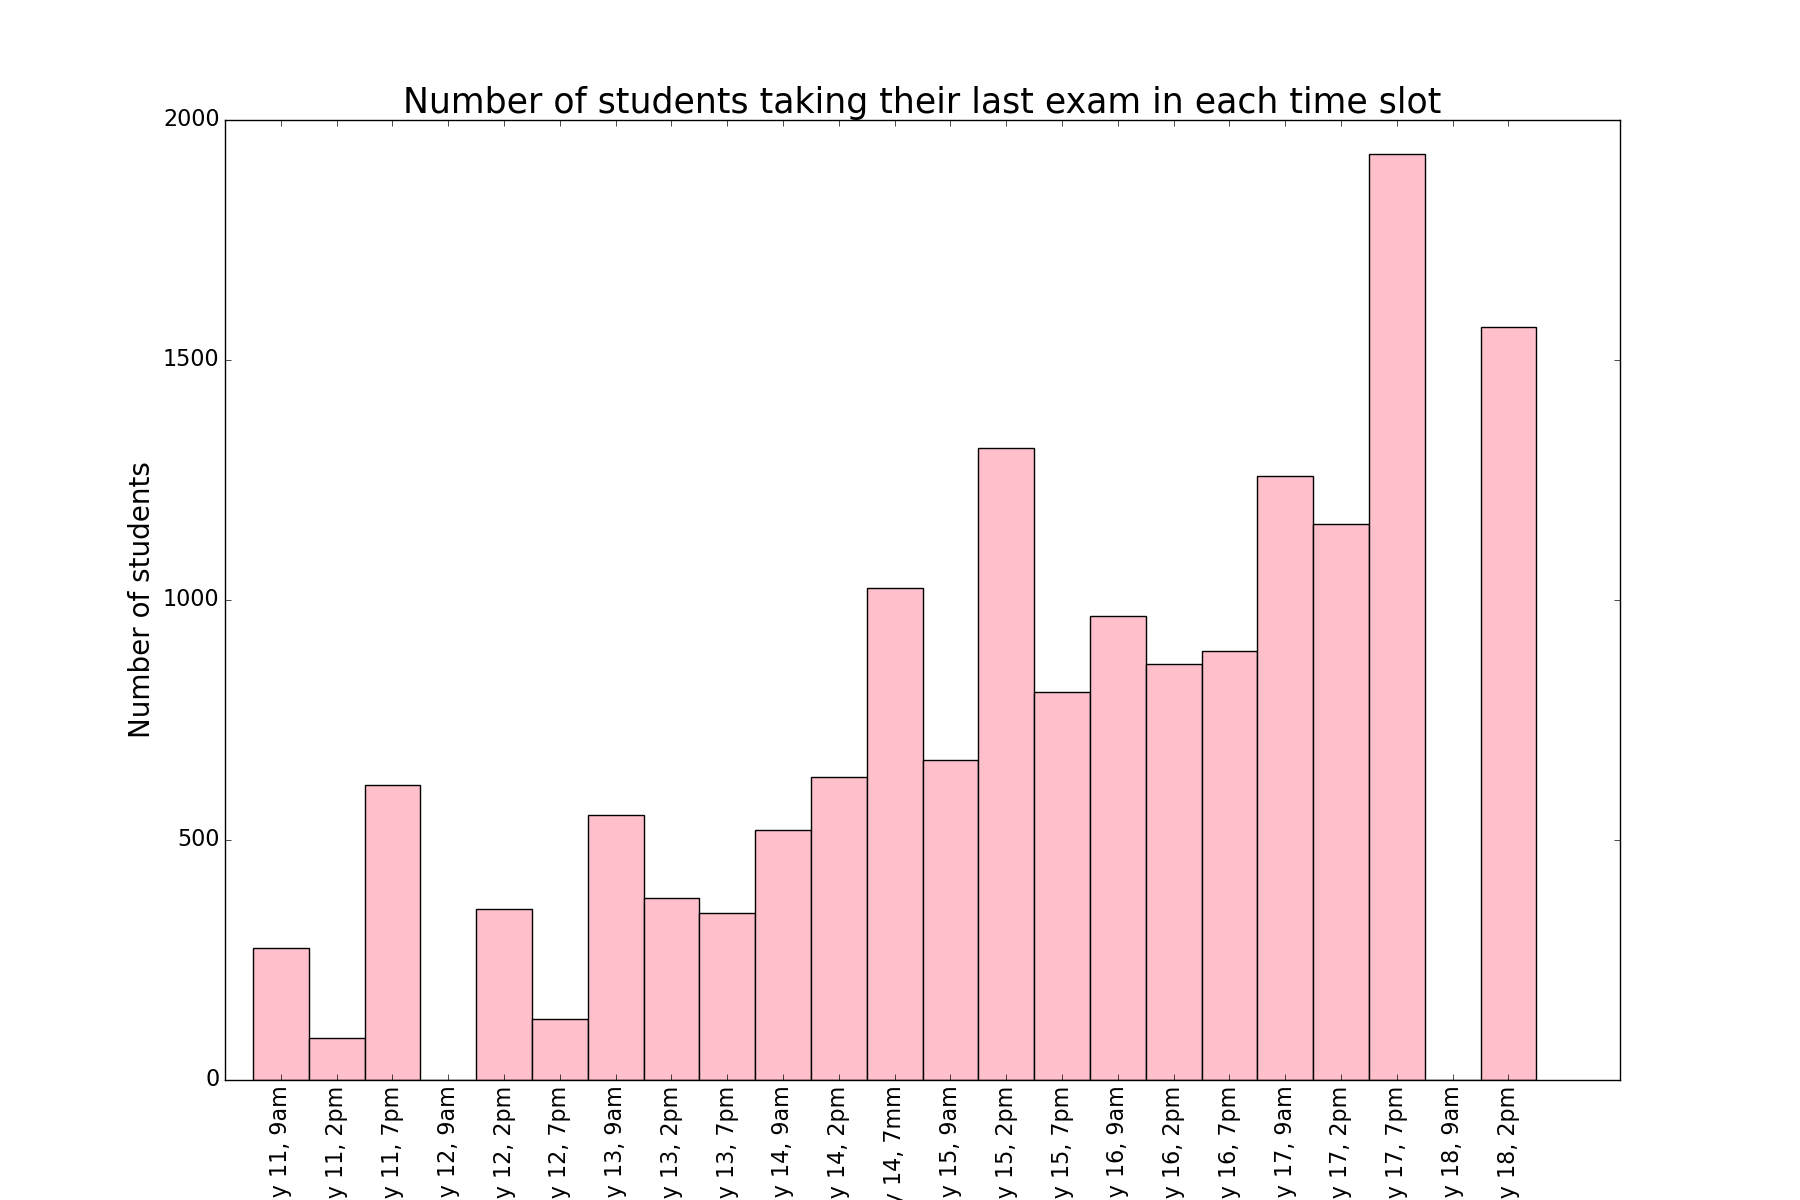 Number of students taking their last exam in each time slot
2000
1500
1000
500
0
Number of students
y 11, 9am
y 11, 2pm
y 11, 7pm
y 12, 9am
y 12, 2pm
y 12, 7pm
y 13, 9am
y 13, 2pm
y 13, 7pm
y 14, 9am
y 14, 2pm
y 14, 7mm
y 15, 9am
y 15, 2pm
y 15, 7pm
y 16, 9am
y 16, 2pm
y 16, 7pm
y 17, 9am
y 17, 2pm
y 17, 7pm
y 18, 9am
y 18, 2pm